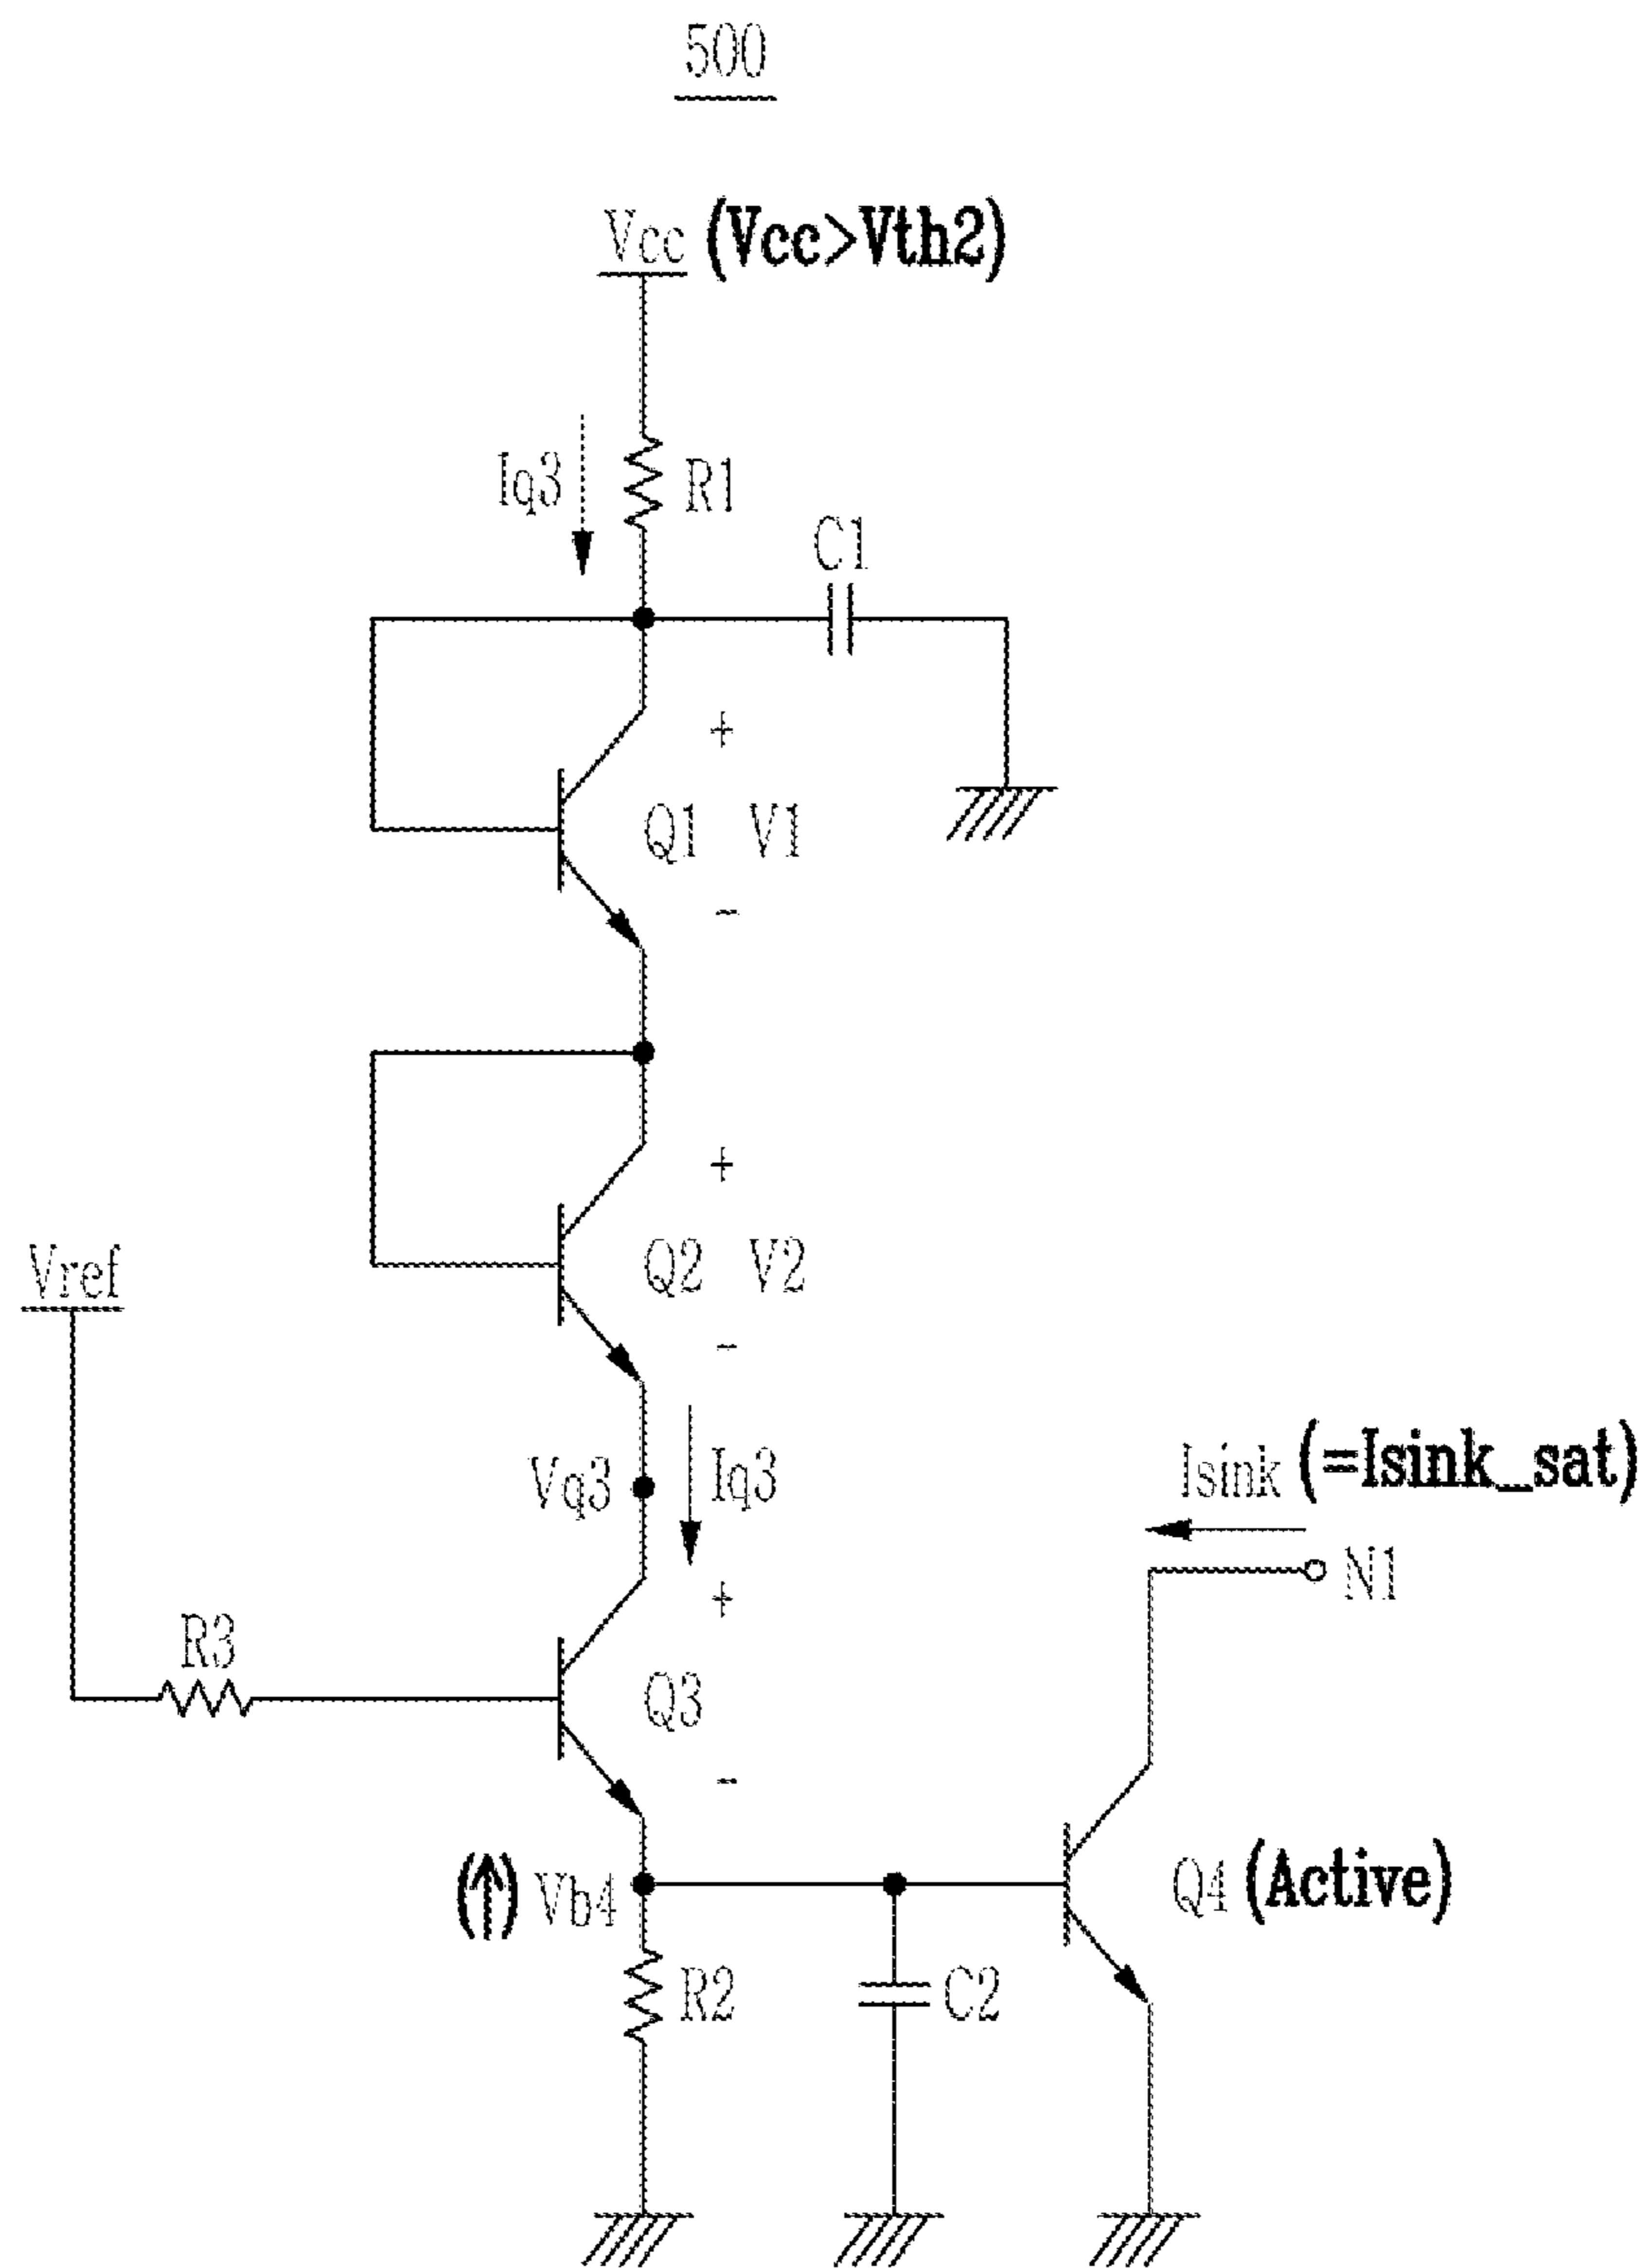 500
Vcc (Vcc>Vth2)
Iq3
R1
C1
+
Q1 V1
-
+
Vref
Q2 V2
-
Vq3
Iq3
Isink (=Isink_sat)
N1
+
R3
Q3
-
(↑) Vb4
Q4 (Active)
R2
C2